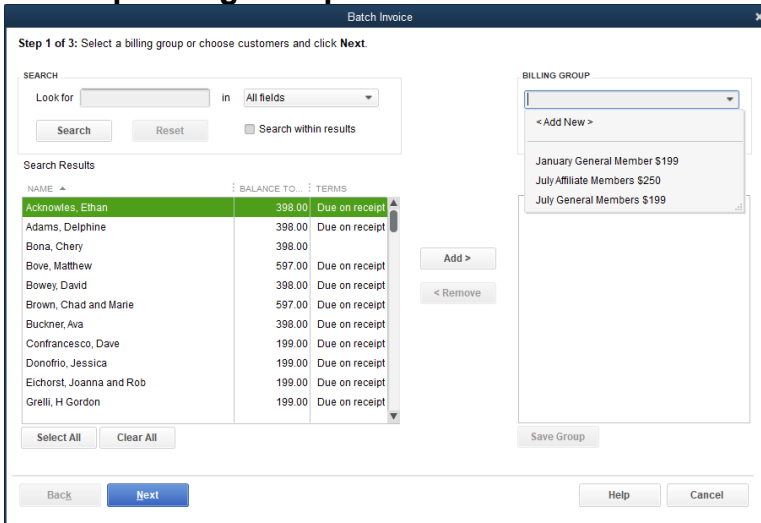 Batch Invoice
Step 1 of 3: Select a billing group or choose customers and click Next.
SEARCH
Look for in All fields
Search Reset Search within results
BILLING GROUP
< Add New >
January General Member $199
July Affiliate Members $250
July General Members $199
Search Results
NAME BALANCE TO... TERMS
Acknowles, Ethan 398.00 Due on receipt
Adams, Delphine 398.00 Due on receipt
Bona, Chery 398.00
Bove, Matthew 597.00 Due on receipt
Bowey, David 398.00 Due on receipt
Brown, Chad and Marie 597.00 Due on receipt
Buckner, Ava 398.00 Due on receipt
Confrancesco, Dave 199.00 Due on receipt
Donofrio, Jessica 199.00 Due on receipt
Eichorst, Joanna and Rob 199.00 Due on receipt
Grelli, H Gordon 199.00 Due on receipt
Add >
< Remove
Select All Clear All
Save Group
Back Next Help Cancel